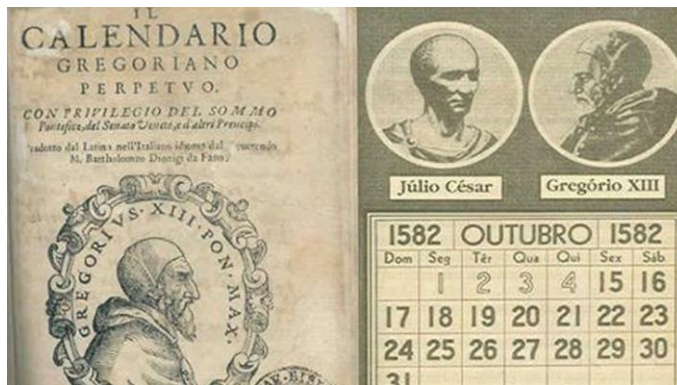 IL
CALENDARIO
GREGORIANO
PERPETVO.
CON PRIVILEGIO DEL SOMMO
Pontefice, del Senato Veneto, e d'altri Prencipi.
radotto dal Latino nell'Italiano idioma dal
M. Bartholomeo Dionigi da Fano.
GREGORIVS· XIII· PON. MAX.
Júlio César
Gregório XIII
1582 OUTUBRO 1582
Dom Seg Têr Qua Qui Sex Sáb
1 2 3 4 15 16
17 18 19 20 21 22 23
24 25 26 27 28 29 30
31